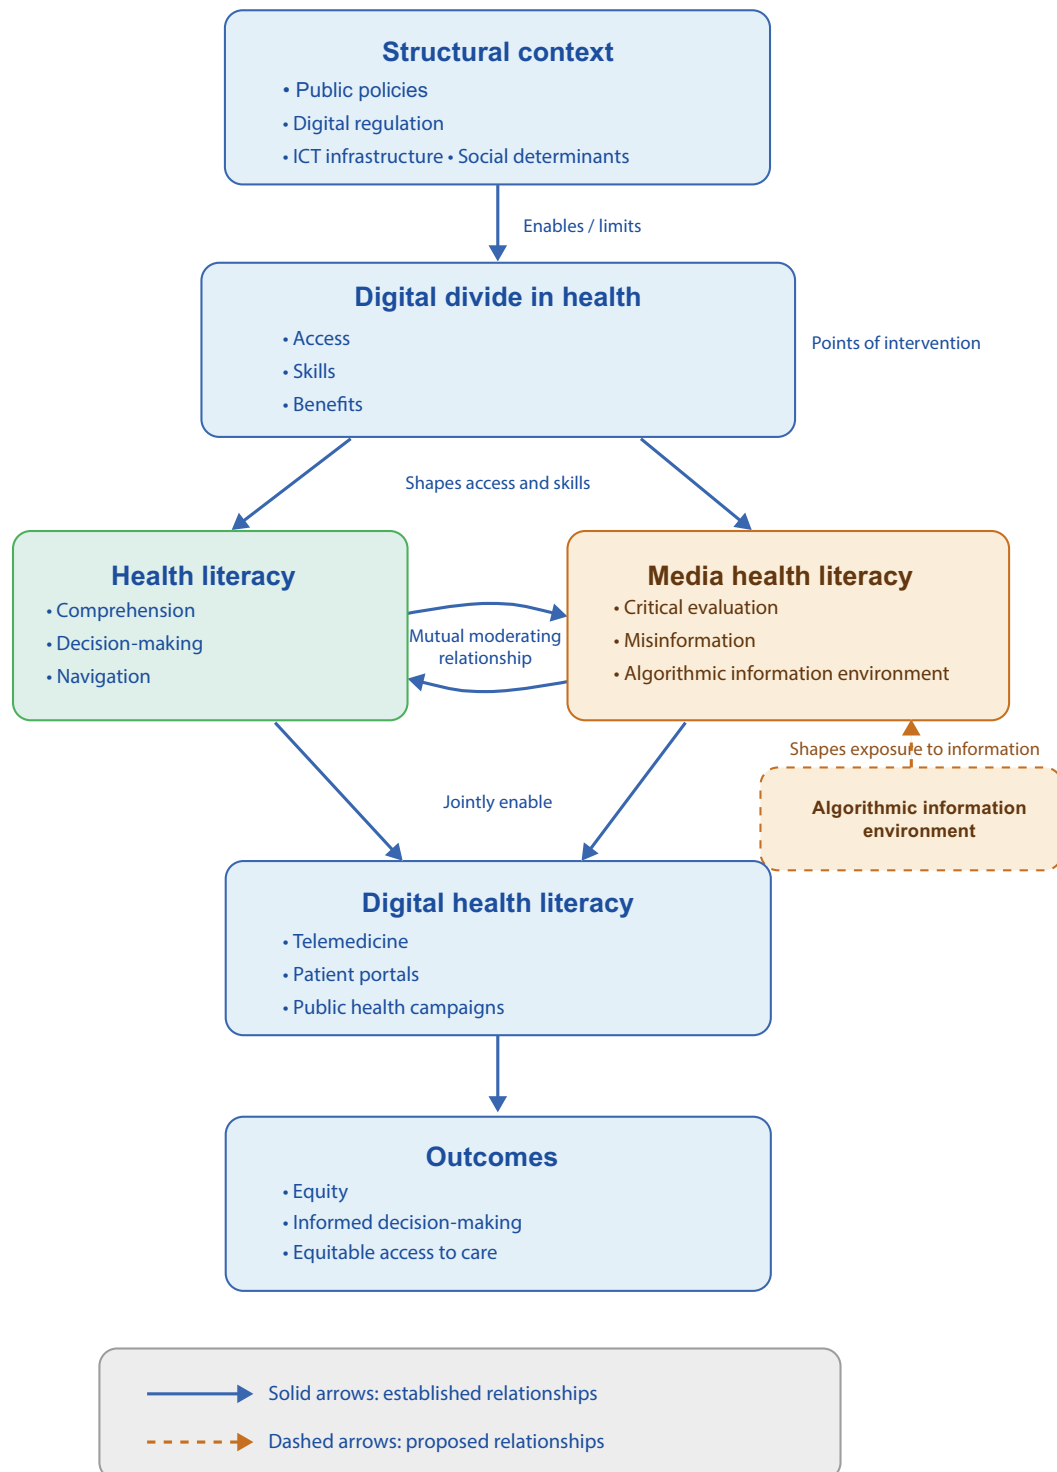 Structural context
• Public policies
• Digital regulation
• ICT infrastructure • Social determinants
Enables / limits
Digital divide in health
• Access
• Skills
• Benefits
Points of intervention
Shapes access and skills
Health literacy
• Comprehension
• Decision-making
• Navigation
Mutual moderating
relationship
Media health literacy
• Critical evaluation
• Misinformation
• Algorithmic information environment
Shapes exposure to information
Algorithmic information
environment
Jointly enable
Digital health literacy
• Telemedicine
• Patient portals
• Public health campaigns
Outcomes
• Equity
• Informed decision-making
• Equitable access to care
Solid arrows: established relationships
Dashed arrows: proposed relationships